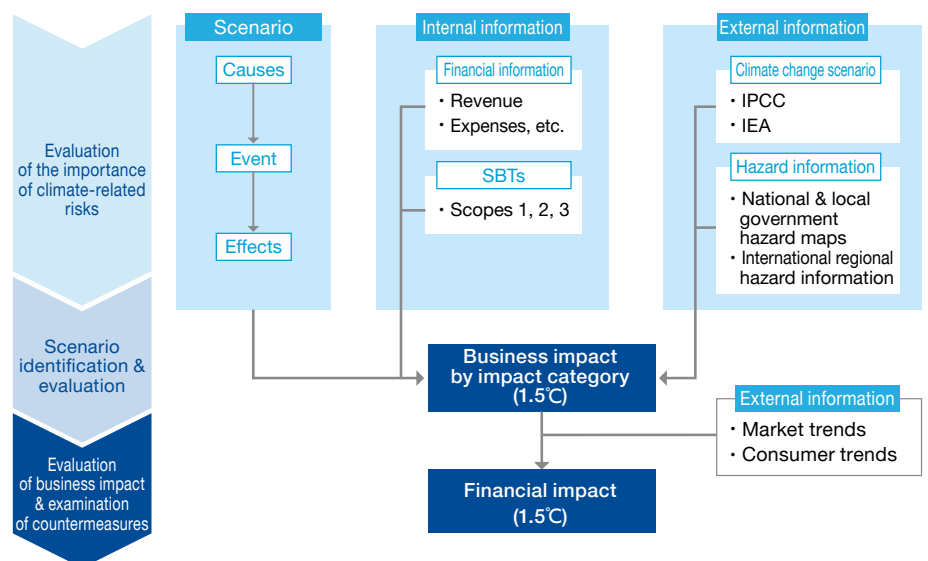 Evaluation
of the importance
of climate-related
risks
Scenario
identification &
evaluation
Evaluation
of business impact
& examination
of countermeasures
Scenario
Causes
Event
Effects
Internal information
Financial information
・Revenue
・Expenses, etc.
SBTs
・Scopes 1, 2, 3
External information
Climate change scenario
・IPCC
・IEA
Hazard information
・National & local
government
hazard maps
・International regional
hazard information
Business impact
by impact category
(1.5℃)
External information
・Market trends
・Consumer trends
Financial impact
(1.5℃)